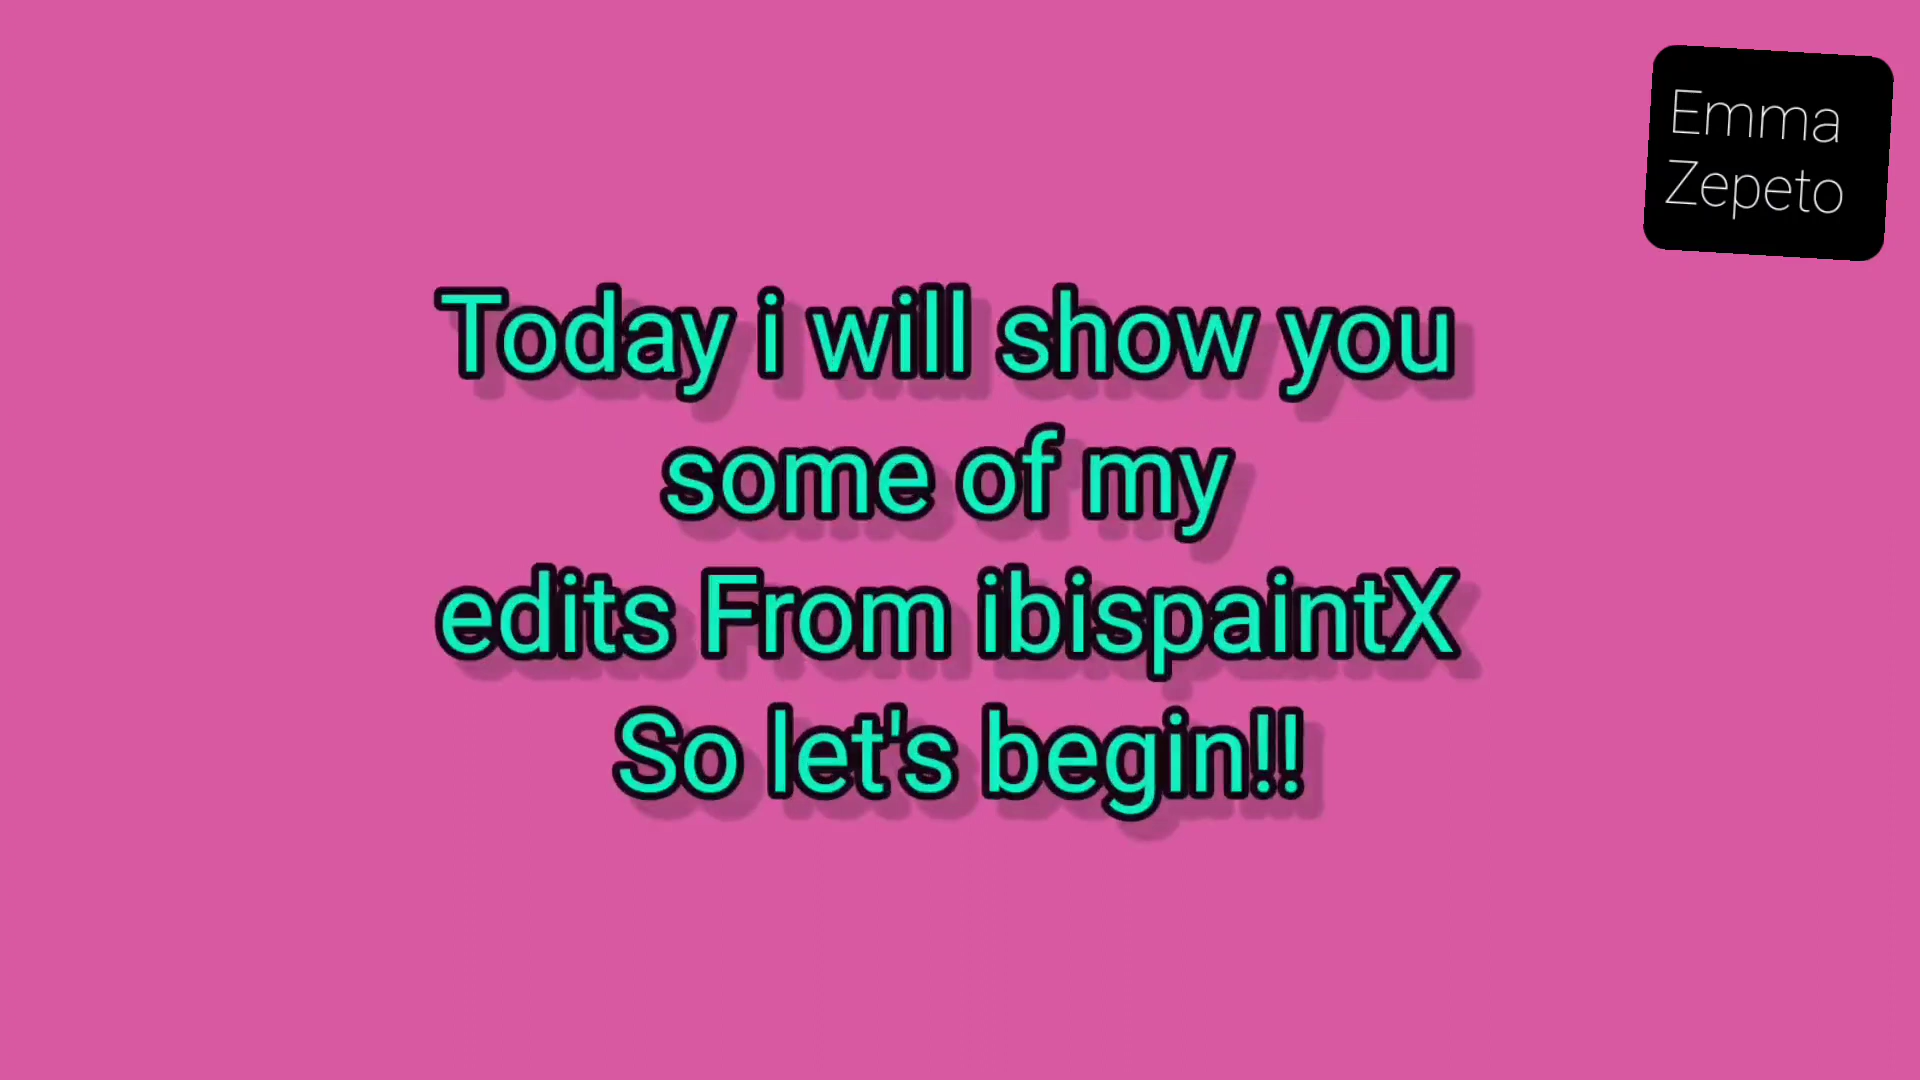 Emma
Zepeto
Today i will show you
some of my
edits From ibispaintX
So let's begin!!